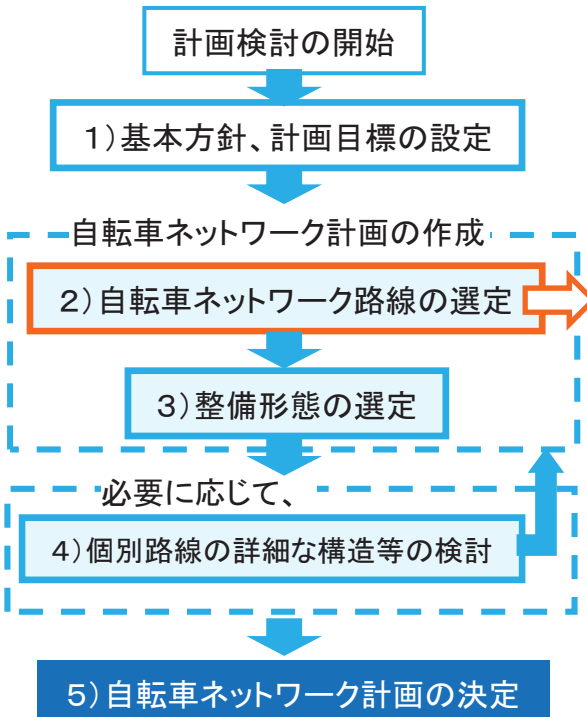 計画検討の開始
1)基本方針、計画目標の設定
自転車ネットワーク計画の作成
2)自転車ネットワーク路線の選定
3)整備形態の選定
必要に応じて、
4)個別路線の詳細な構造等の検討
5)自転車ネットワーク計画の決定